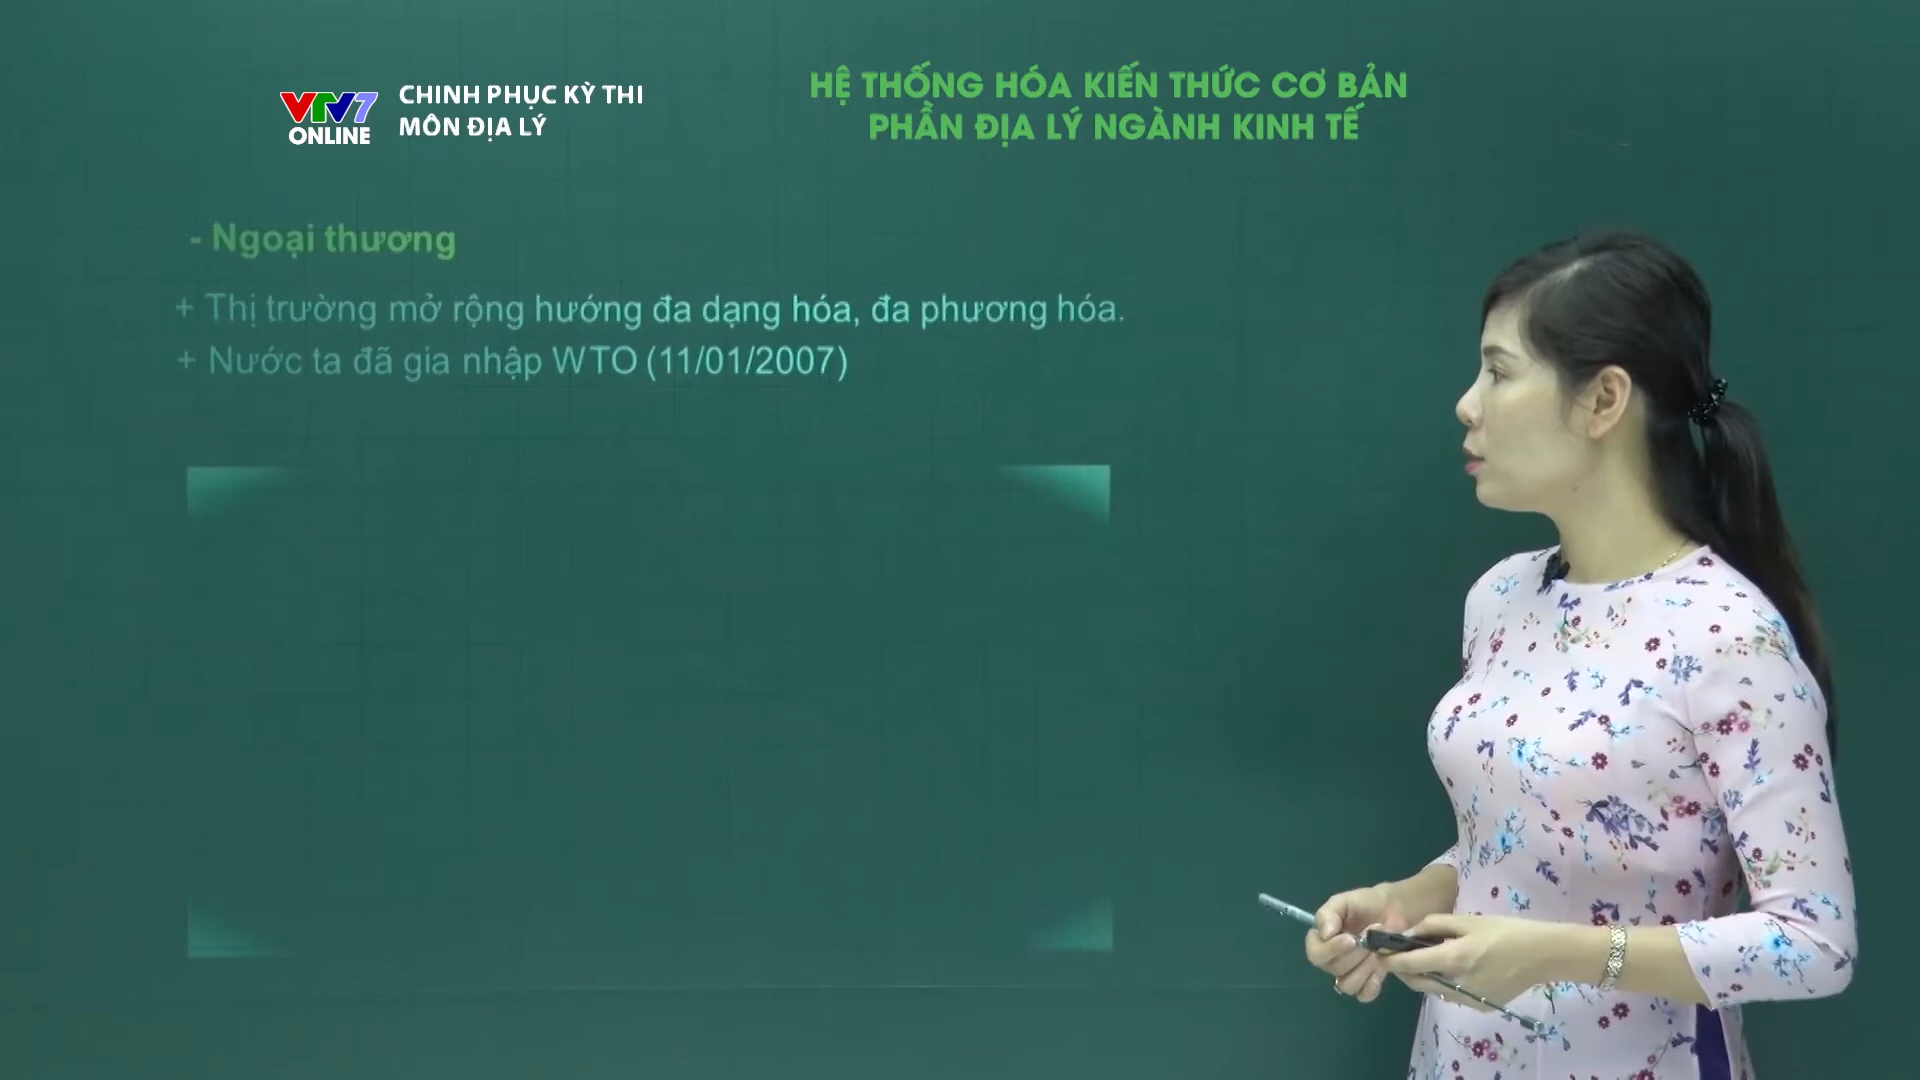 VTV7
ONLINE
CHINH PHỤC KỲ THI
MÔN ĐỊA LÝ
HỆ THỐNG HÓA KIẾN THỨC CƠ BẢN
PHẦN ĐỊA LÝ NGÀNH KINH TẾ
- Ngoại thương
+ Thị trường mở rộng hướng đa dạng hóa, đa phương hóa.
+ Nước ta đã gia nhập WTO (11/01/2007)